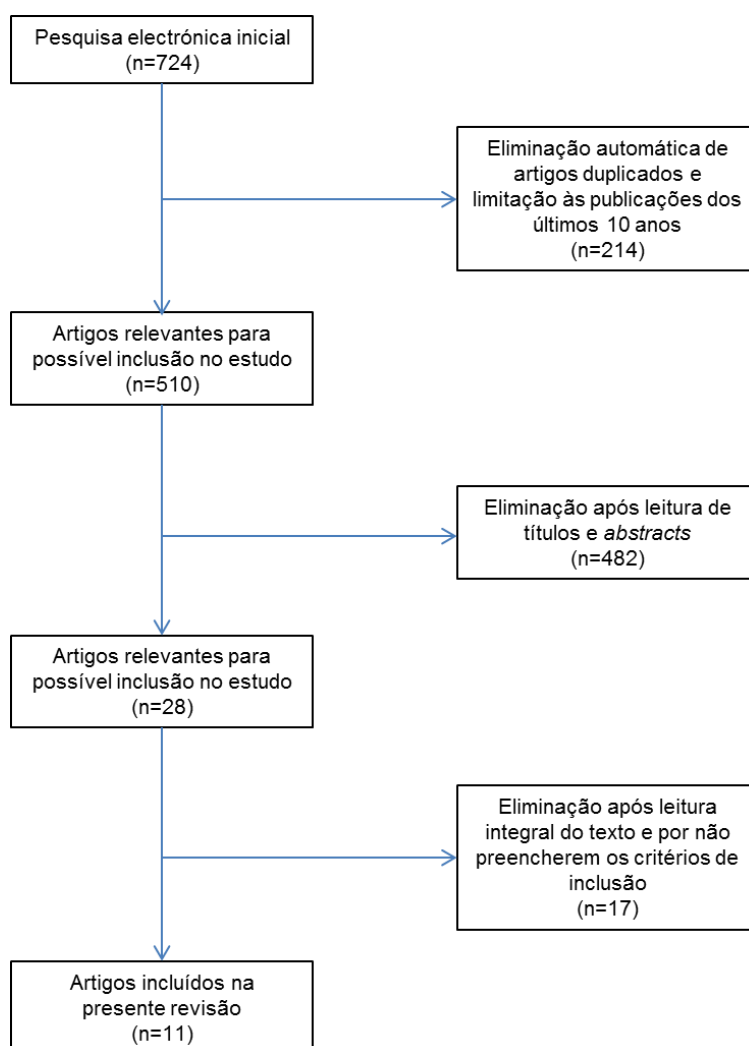 Pesquisa electrónica inicial
(n=724)
Eliminação automática de
artigos duplicados e
limitação às publicações dos
últimos 10 anos
(n=214)
Artigos relevantes para
possível inclusão no estudo
(n=510)
Eliminação após leitura de
títulos e abstracts
(n=482)
Artigos relevantes para
possível inclusão no estudo
(n=28)
Eliminação após leitura
integral do texto e por não
preencherem os critérios de
inclusão
(n=17)
Artigos incluídos na
presente revisão
(n=11)